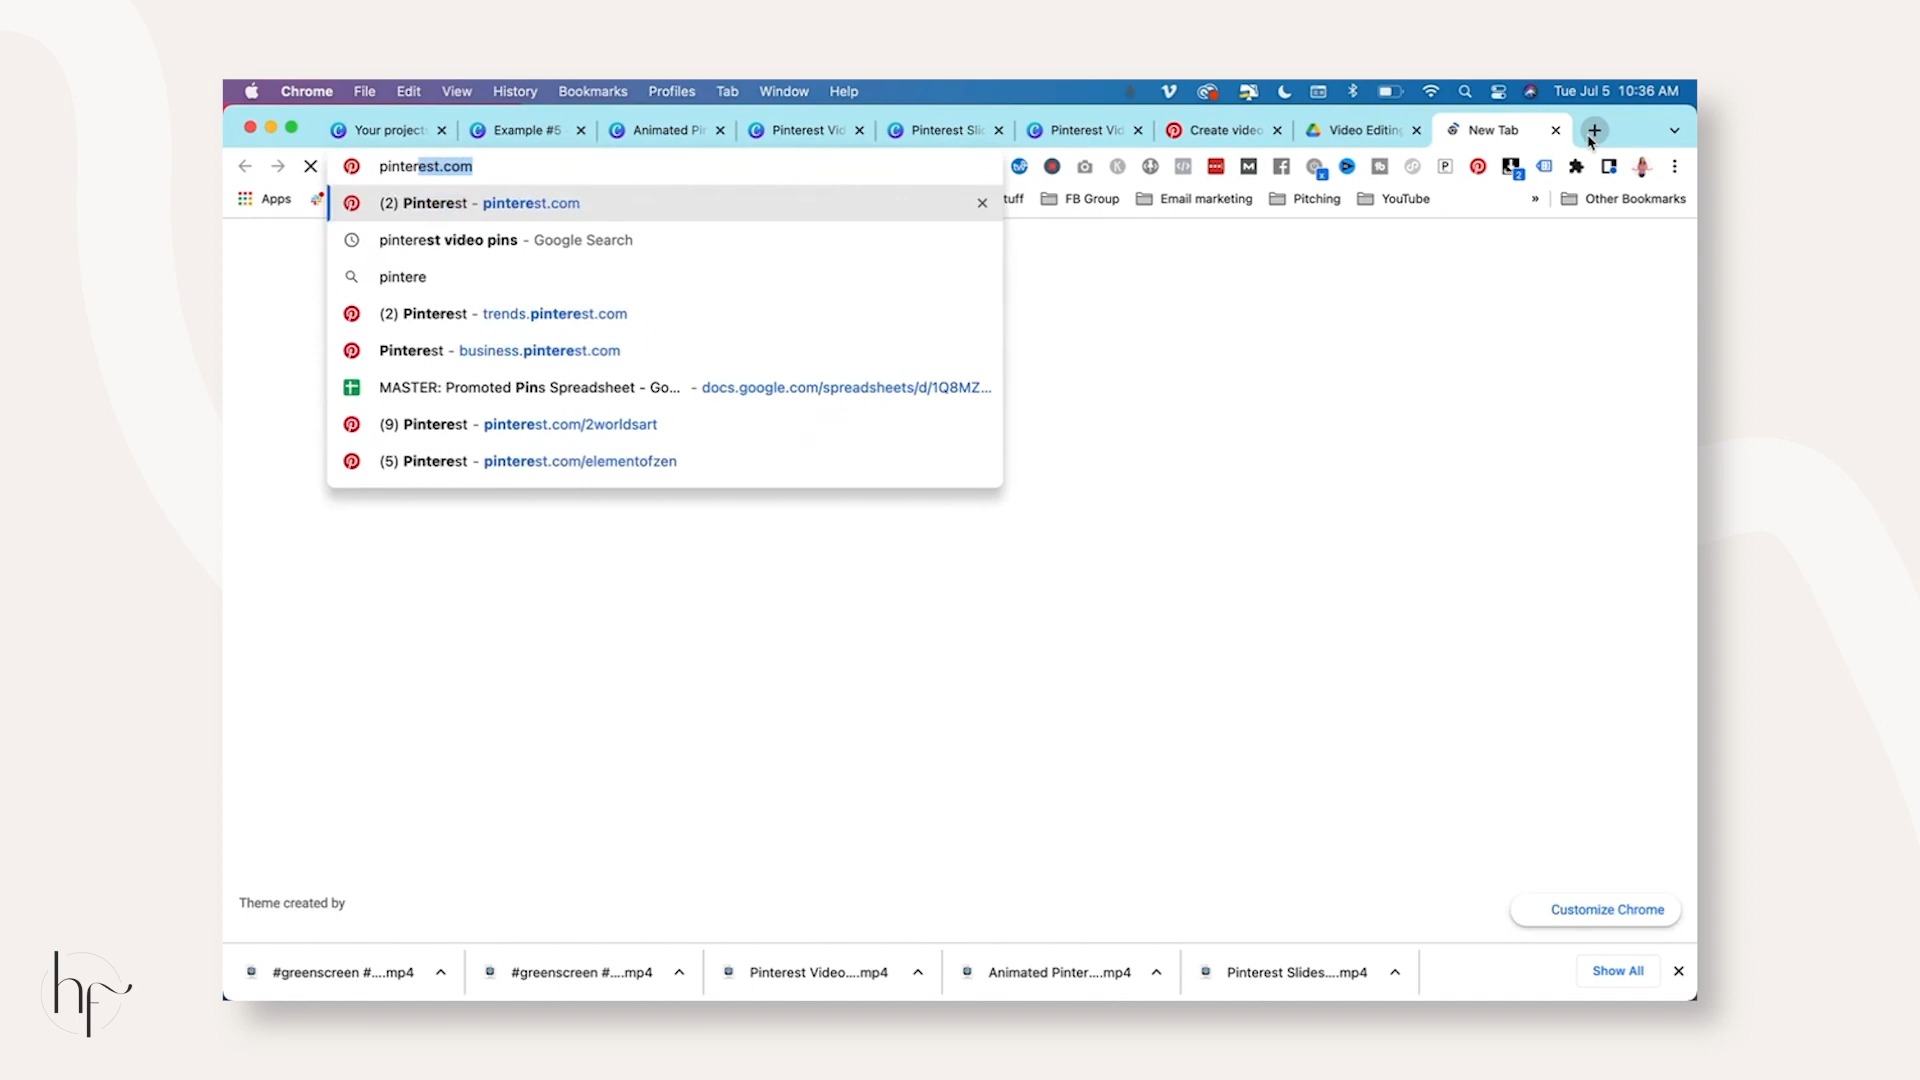 Chrome File Edit View History Bookmarks Profiles Tab Window Help Tue Jul 5 10:36 AM
Your project Example #5 Animated Pi Pinterest Vid Pinterest Slid Pinterest Vid Create video Video Editing New Tab
pinterest.com
Apps tuff FB Group Email marketing Pitching YouTube » Other Bookmarks
(2) Pinterest - pinterest.com
pinterest video pins - Google Search
pintere
(2) Pinterest - trends.pinterest.com
Pinterest - business.pinterest.com
MASTER: Promoted Pins Spreadsheet - Go... - docs.google.com/spreadsheets/d/1Q8MZ...
(9) Pinterest - pinterest.com/2worldsart
(5) Pinterest - pinterest.com/elementofzen
Theme created by
Customize Chrome
#greenscreen #....mp4 #greenscreen #....mp4 Pinterest Video....mp4 Animated Pinter....mp4 Pinterest Slides....mp4 Show All
hf